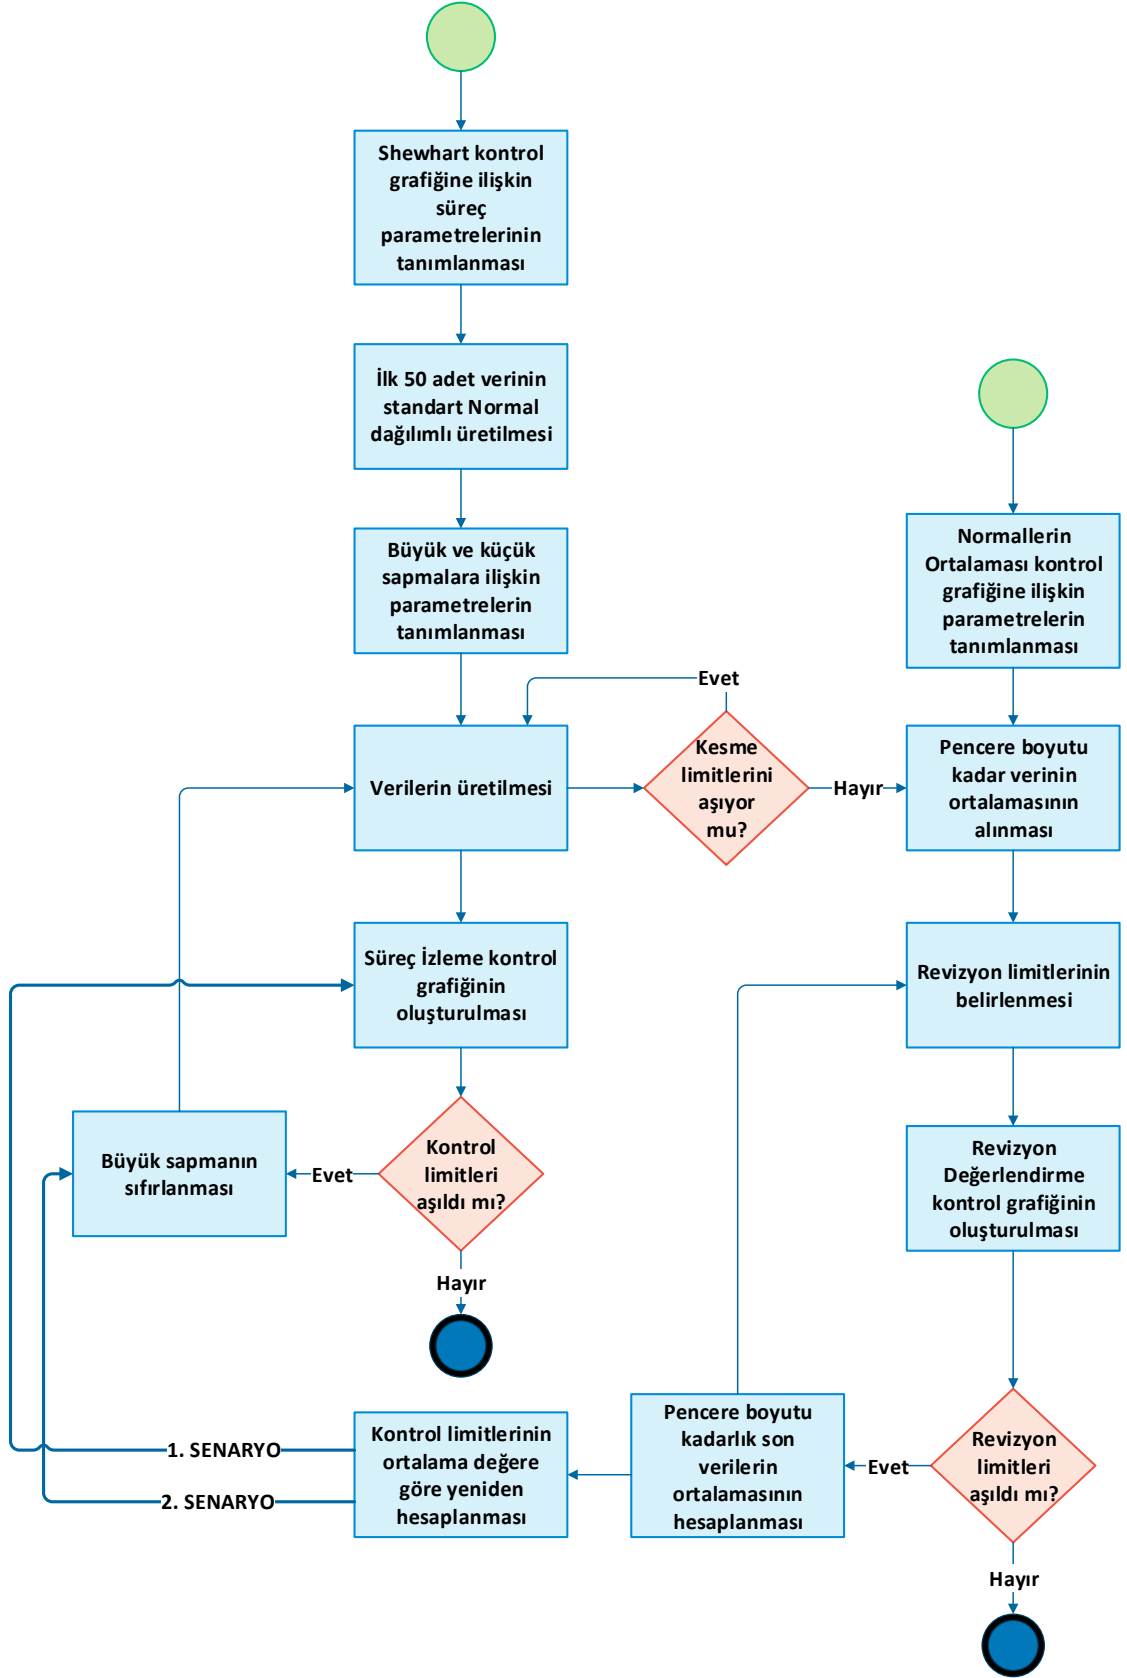 Shewhart kontrol
grafiğine ilişkin
süreç
parametrelerinin
tanımlanması
İlk 50 adet verinin
standart Normal
dağılımlı üretilmesi
Büyük ve küçük
sapmalara ilişkin
parametrelerin
tanımlanması
Normallerin
Ortalaması kontrol
grafiğine ilişkin
parametrelerin
tanımlanması
Evet
Verilerin üretilmesi
Kesme
limitlerini
aşıyor
mu?
Hayır
Pencere boyutu
kadar verinin
ortalamasının
alınması
Süreç İzleme kontrol
grafiğinin
oluşturulması
Revizyon limitlerinin
belirlenmesi
Büyük sapmanın
sıfırlanması
Evet
Kontrol
limitleri
aşıldı mı?
Hayır
Revizyon
Değerlendirme
kontrol grafiğinin
oluşturulması
1. SENARYO
2. SENARYO
Kontrol limitlerinin
ortalama değere
göre yeniden
hesaplanması
Pencere boyutu
kadarlık son
verilerin
ortalamasının
hesaplanması
Evet
Revizyon
limitleri
aşıldı mı?
Hayır